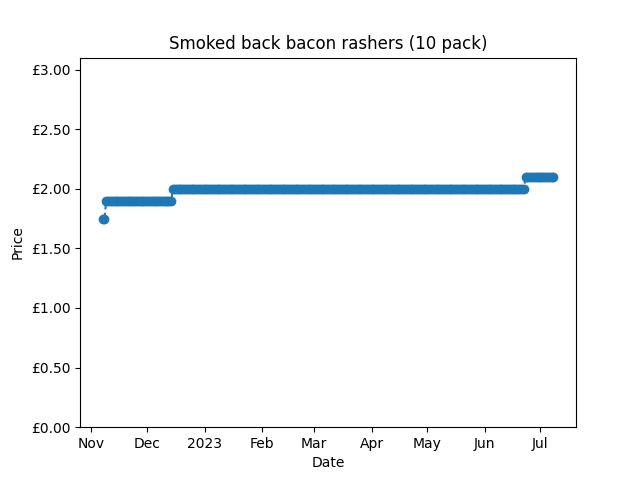 Smoked back bacon rashers (10 pack)
£3.00
£2.50
£2.00
£1.50
£1.00
£0.50
£0.00
Price
Nov Dec 2023 Feb Mar Apr May Jun Jul
Date